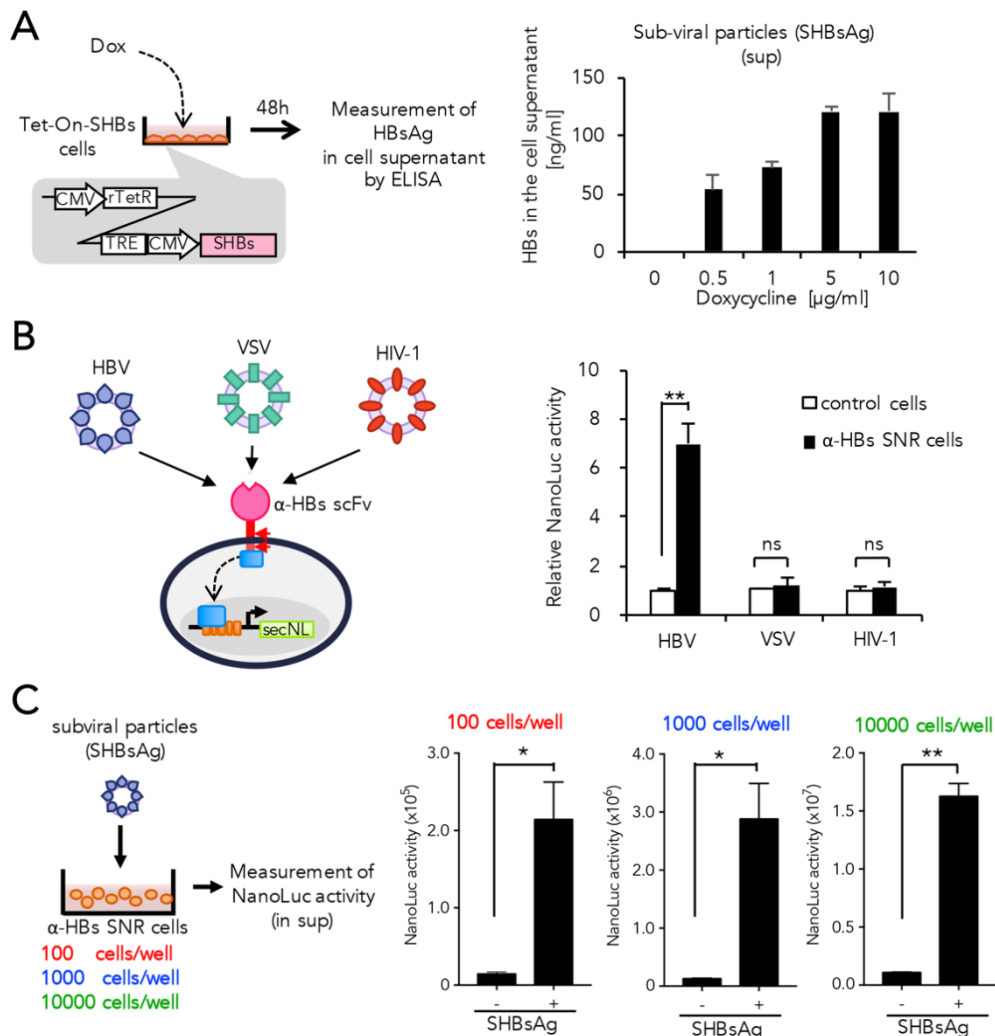 A
Dox
Tet-On-SHBs
cells
48h
Measurement of
HBsAg
in cell supernatant
by ELISA
CMV
rTetR
TRE
CMV
SHBs
Sub-viral particles (SHBsAg)
(sup)
HBs in the cell supernatant
[ng/ml]
150
100
50
0
0 0.5 1 5 10
Doxycycline [μg/ml]
B
HBV
VSV
HIV-1
α-HBs scFv
secNL
Relative NanoLuc activity
10
8
6
4
2
0
**
ns
ns
control cells
α-HBs SNR cells
HBV VSV HIV-1
C
subviral particles
(SHBsAg)
α-HBs SNR cells
100 cells/well
1000 cells/well
10000 cells/well
Measurement of
NanoLuc activity
(in sup)
100 cells/well
NanoLuc activity (x10⁵)
3.0
2.0
1.0
0
*
- +
SHBsAg
1000 cells/well
NanoLuc activity (x10⁶)
4.0
3.0
2.0
1.0
0
*
- +
SHBsAg
10000 cells/well
NanoLuc activity (x10⁷)
2.0
1.5
1.0
0.5
0
**
- +
SHBsAg